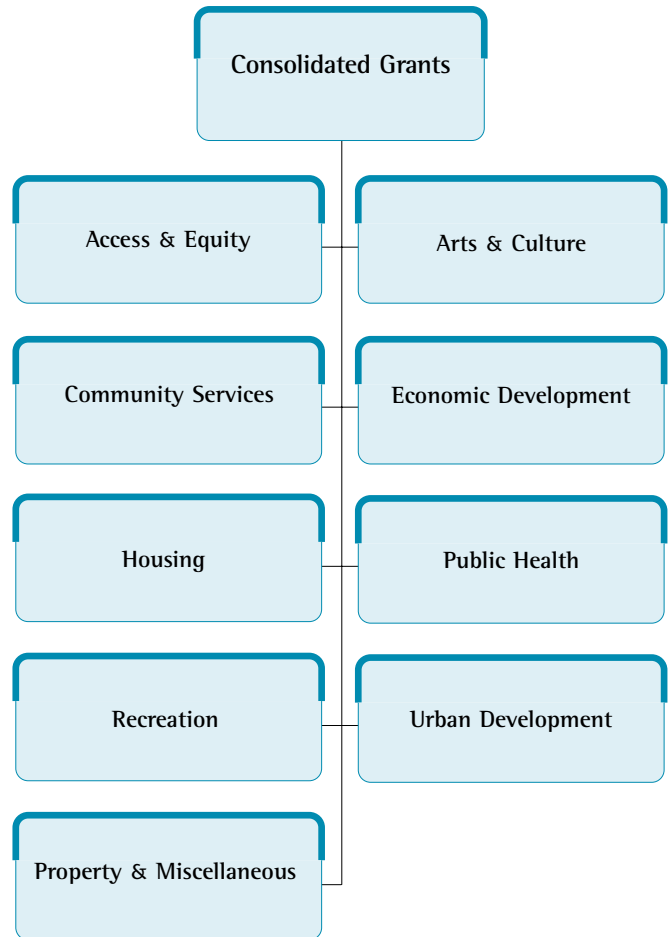 Consolidated Grants
Access & Equity
Arts & Culture
Community Services
Economic Development
Housing
Public Health
Recreation
Urban Development
Property & Miscellaneous